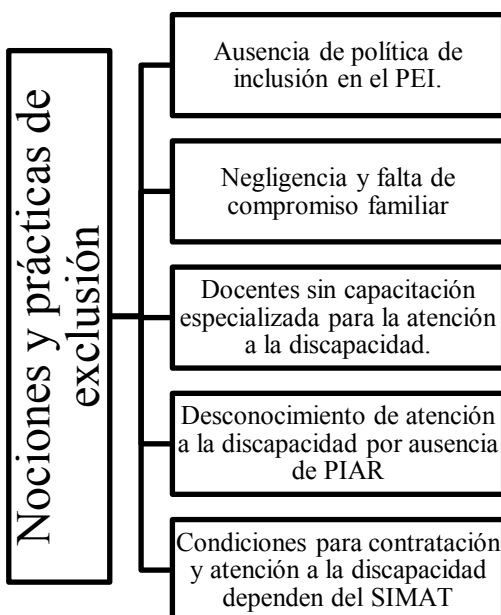 Nociones y prácticas de
exclusión
Ausencia de política de
inclusión en el PEI.
Negligencia y falta de
compromiso familiar
Docentes sin capacitación
especializada para la atención
a la discapacidad.
Desconocimiento de atención
a la discapacidad por ausencia
de PIAR
Condiciones para contratación
y atención a la discapacidad
dependen del SIMAT